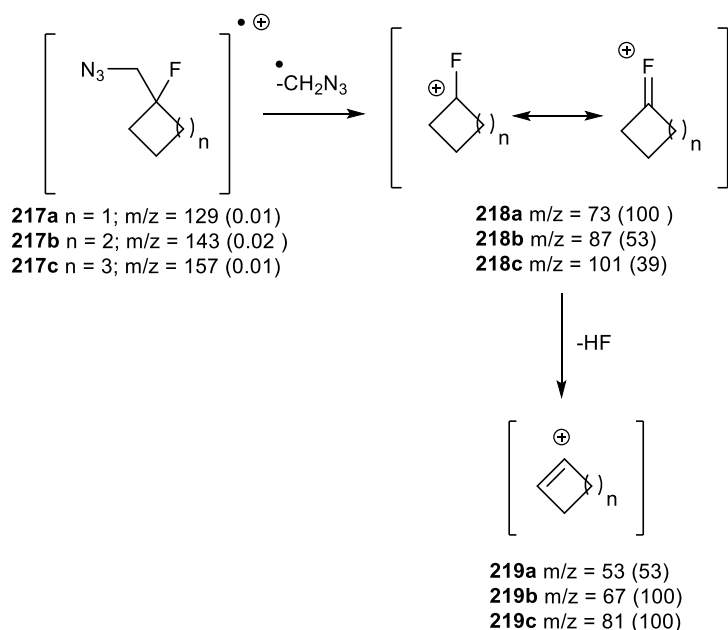 • ⊕
N₃ F
n
•
-CH₂N₃
217a n = 1; m/z = 129 (0.01)
217b n = 2; m/z = 143 (0.02 )
217c n = 3; m/z = 157 (0.01)
F
⊕
n
⊕
F
n
218a m/z = 73 (100 )
218b m/z = 87 (53)
218c m/z = 101 (39)
-HF
⊕
n
219a m/z = 53 (53)
219b m/z = 67 (100)
219c m/z = 81 (100)